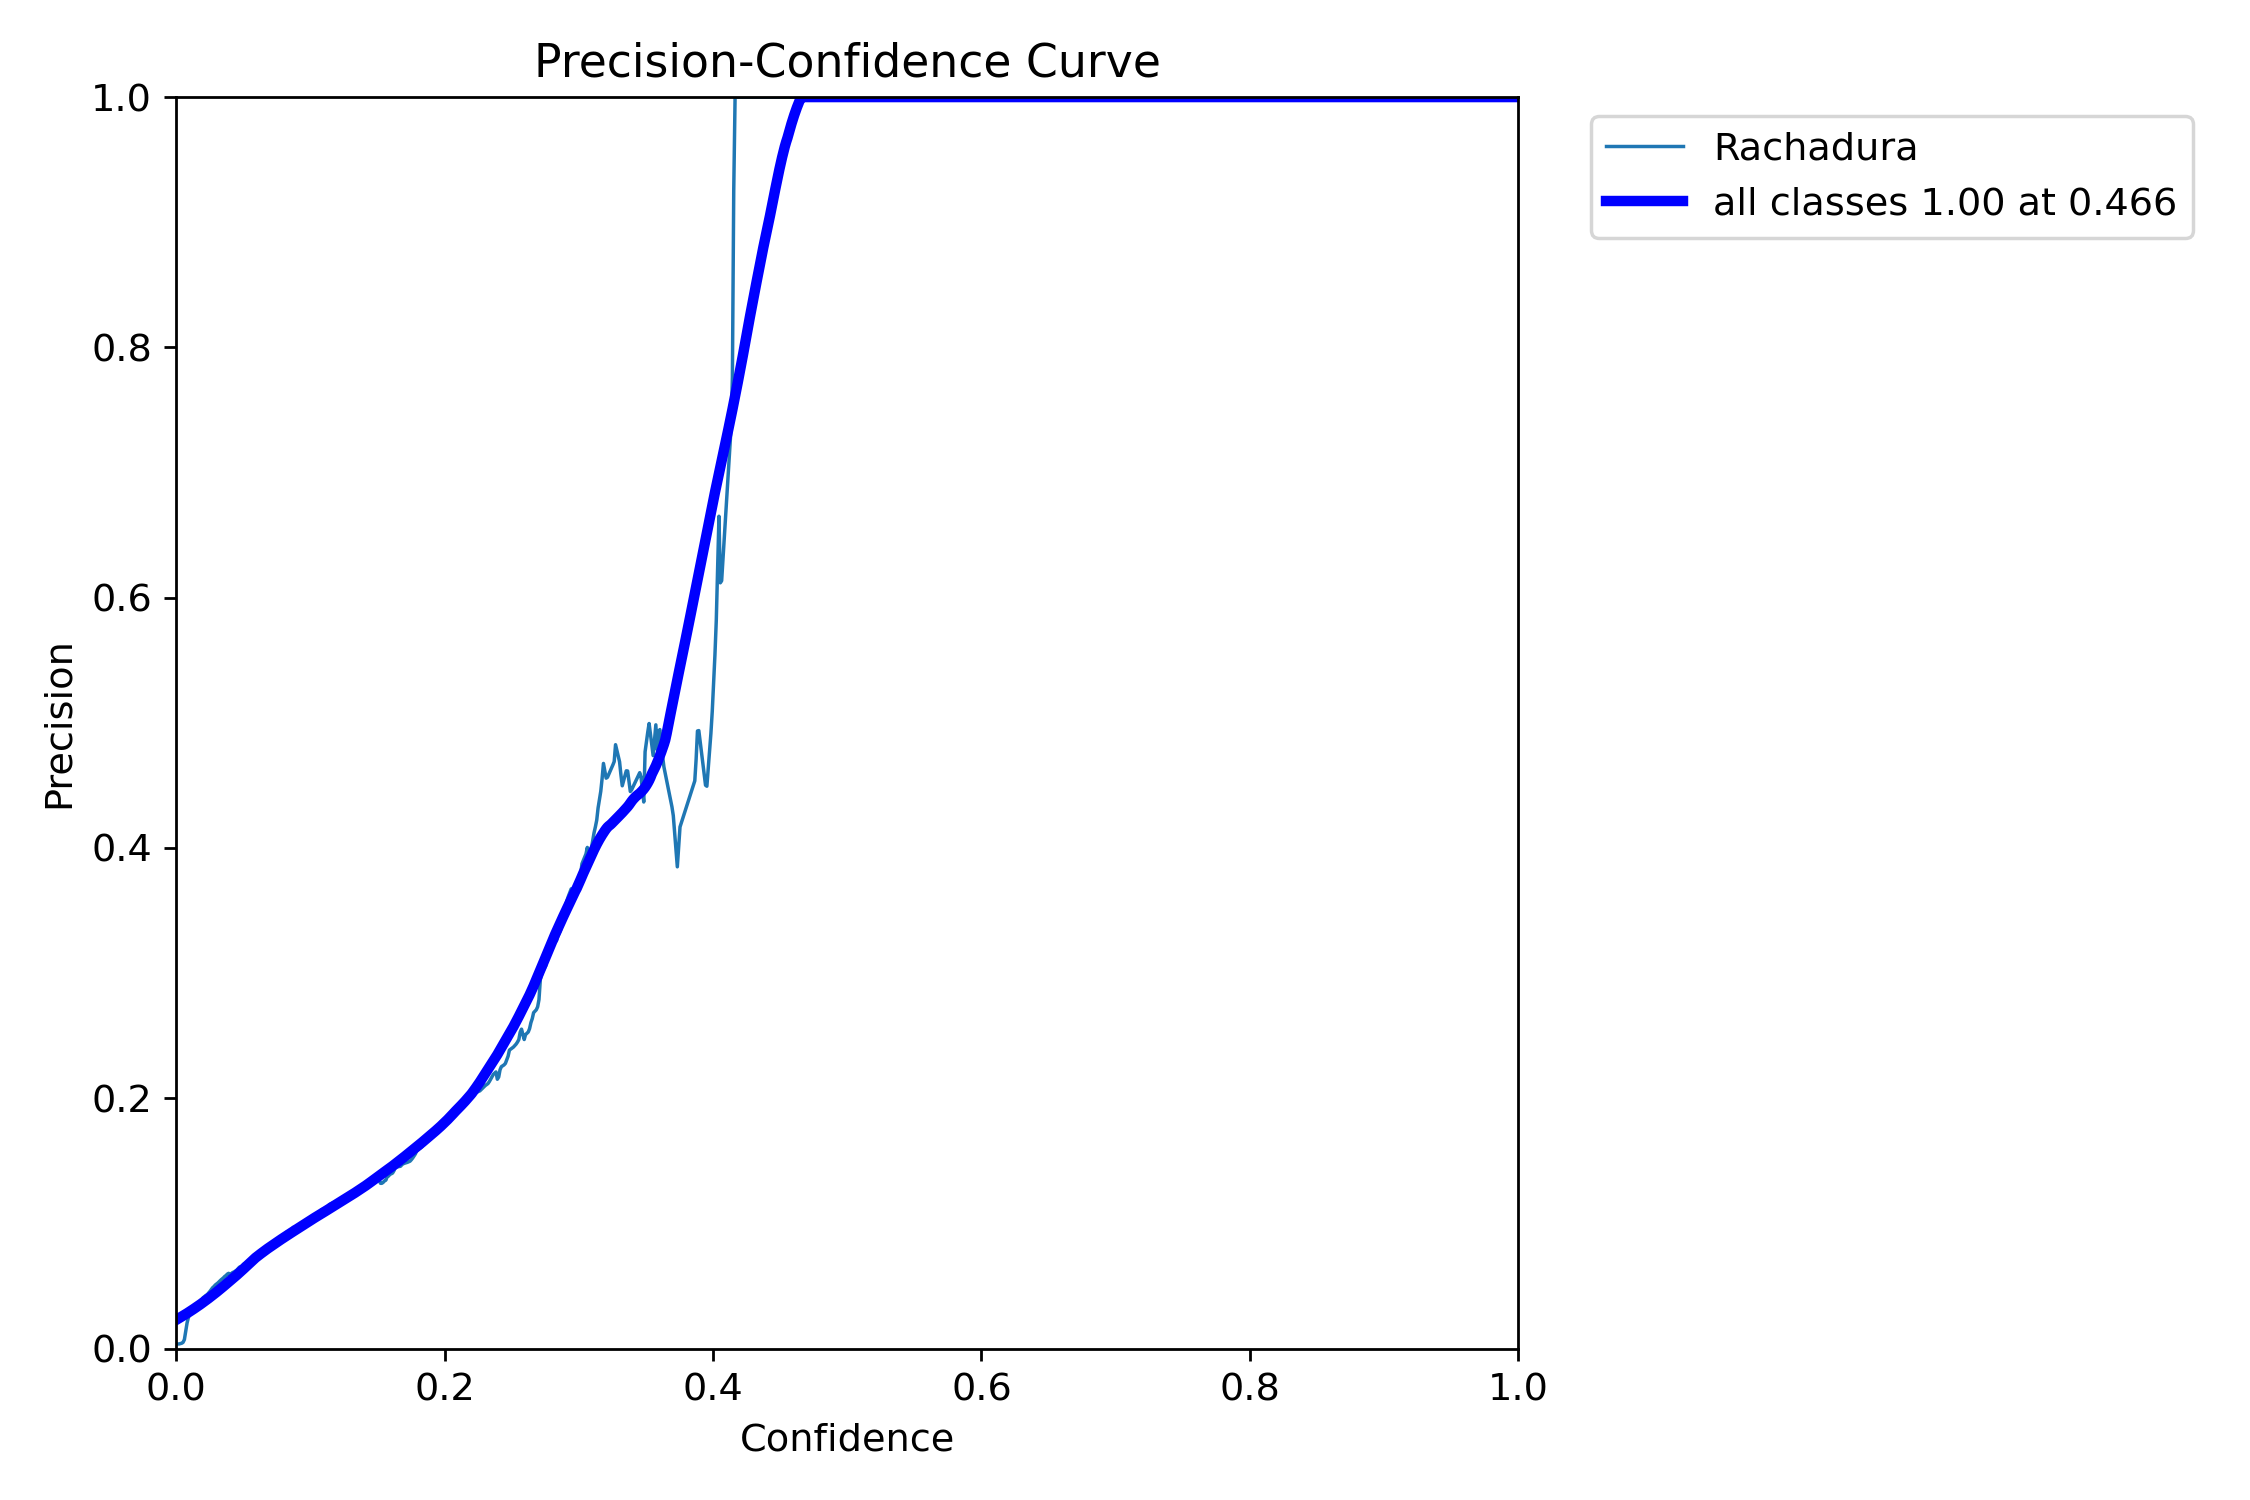 Precision-Confidence Curve
1.0
0.8
0.6
0.4
0.2
0.0
Precision
0.0 0.2 0.4 0.6 0.8 1.0
Confidence
Rachadura
all classes 1.00 at 0.466